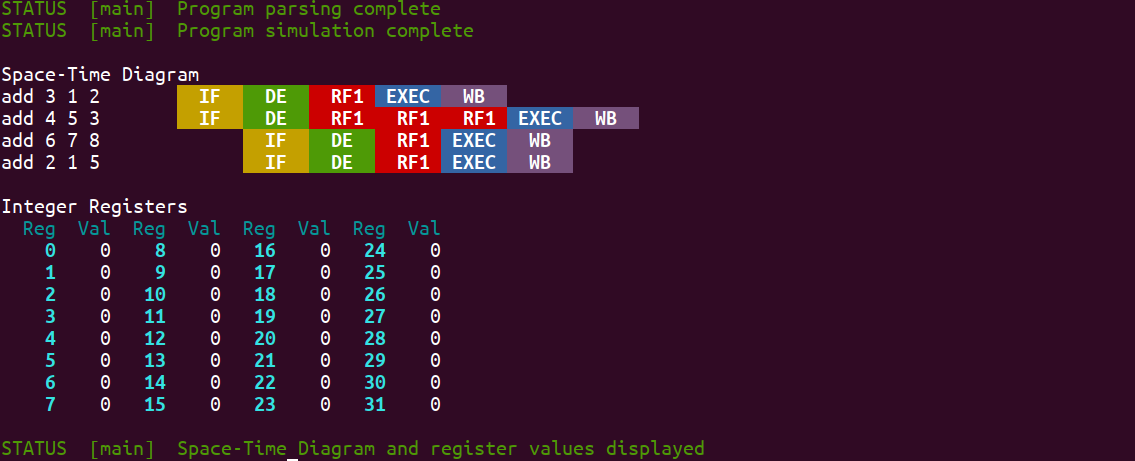 STATUS [main] Program parsing complete
STATUS [main] Program simulation complete
Space-Time Diagram
add 3 1 2 IF DE RF1 EXEC WB
add 4 5 3 IF DE RF1 RF1 RF1 EXEC WB
add 6 7 8 IF DE RF1 EXEC WB
add 2 1 5 IF DE RF1 EXEC WB
Integer Registers
Reg Val Reg Val Reg Val Reg Val
0 0 8 0 16 0 24 0
1 0 9 0 17 0 25 0
2 0 10 0 18 0 26 0
3 0 11 0 19 0 27 0
4 0 12 0 20 0 28 0
5 0 13 0 21 0 29 0
6 0 14 0 22 0 30 0
7 0 15 0 23 0 31 0
STATUS [main] Space-Time Diagram and register values displayed